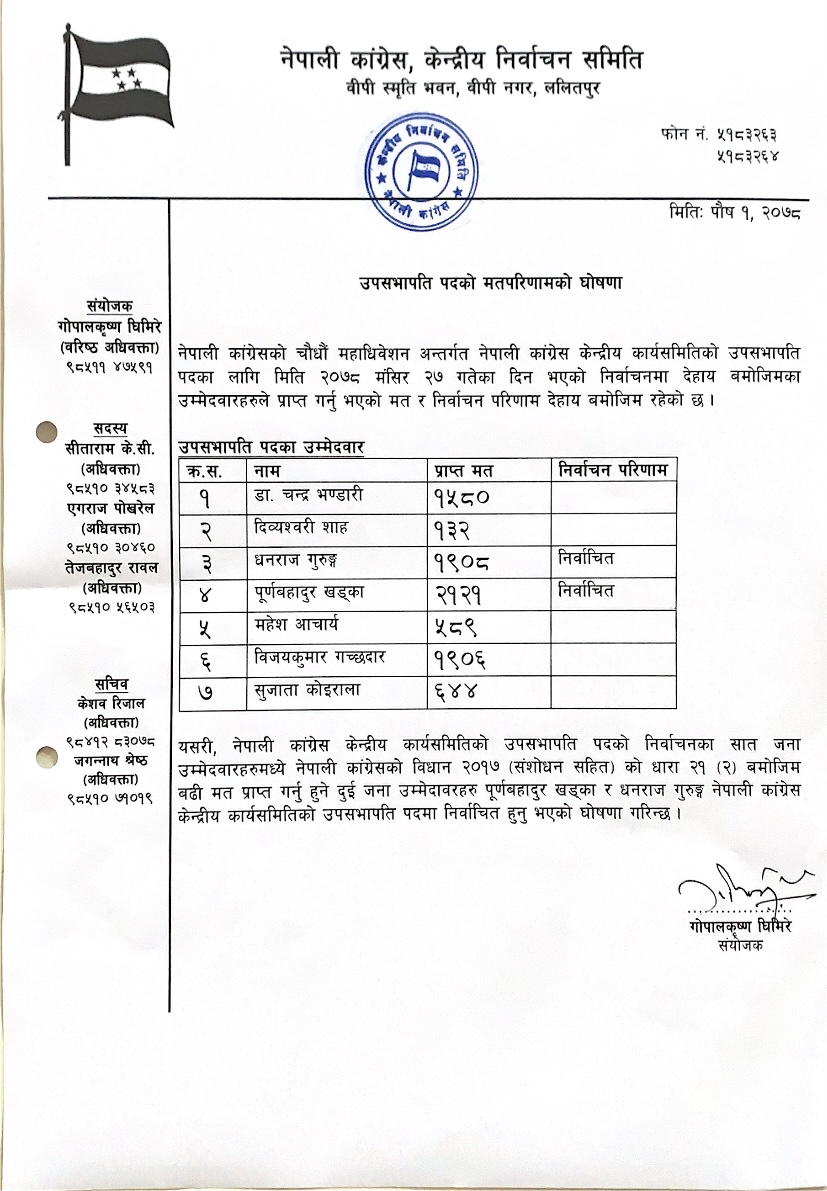 नेपाली कांग्रेस, केन्द्रीय निर्वाचन समिति
वीपी स्मृति भवन, वीपी नगर, ललितपुर
फोन नं. ५१८३२६३
५१८३२६४
केन्द्रीय निर्वाचन समिति
नेपाली कांग्रेस
मितिः पौष १, २०७८
उपसभापति पदको मतपरिणामको घोषणा
संयोजक
गोपालकृष्ण घिमिरे
(वरिष्ठ अधिवक्ता)
९८५११ ४७५९१
सदस्य
सीताराम के.सी.
(अधिवक्ता)
९८५१० ३४५८३
एगराज पोखरेल
(अधिवक्ता)
९८५१० ३०४६०
तेजबहादुर रावल
(अधिवक्ता)
९८५१० ५६५०३
सचिव
केशव रिजाल
(अधिवक्ता)
९८४१२ ८३०७८
जगन्नाथ श्रेष्ठ
(अधिवक्ता)
९८५१० ७१०१९
नेपाली कांग्रेसको चौधौं महाधिवेशन अन्तर्गत नेपाली कांग्रेस केन्द्रीय कार्यसमितिको उपसभापति
पदका लागि मिति २०७८ मंसिर २७ गतेका दिन भएको निर्वाचनमा देहाय बमोजिमका
उम्मेदवारहरुले प्राप्त गर्नु भएको मत र निर्वाचन परिणाम देहाय बमोजिम रहेको छ ।
उपसभापति पदका उम्मेदवार
क्र.स. नाम प्राप्त मत निर्वाचन परिणाम
१ डा. चन्द्र भण्डारी १५८०
२ दिव्यश्वरी शाह १३२
३ धनराज गुरुङ्ग १९०८ निर्वाचित
४ पूर्णबहादुर खड्का २१२१ निर्वाचित
५ महेश आचार्य ५८९
६ विजयकुमार गच्छदार १९०६
७ सुजाता कोइराला ६४४
यसरी, नेपाली कांग्रेस केन्द्रीय कार्यसमितिको उपसभापति पदको निर्वाचनका सात जना
उम्मेदवारहरुमध्ये नेपाली कांग्रेसको विधान २०१७ (संशोधन सहित) को धारा २१ (२) बमोजिम
बढी मत प्राप्त गर्नु हुने दुई जना उम्मेदावरहरु पूर्णबहादुर खड्का र धनराज गुरुङ्ग नेपाली कांग्रेस
केन्द्रीय कार्यसमितिको उपसभापति पदमा निर्वाचित हुनु भएको घोषणा गरिन्छ ।
गोपालकृष्ण घिमिरे
संयोजक